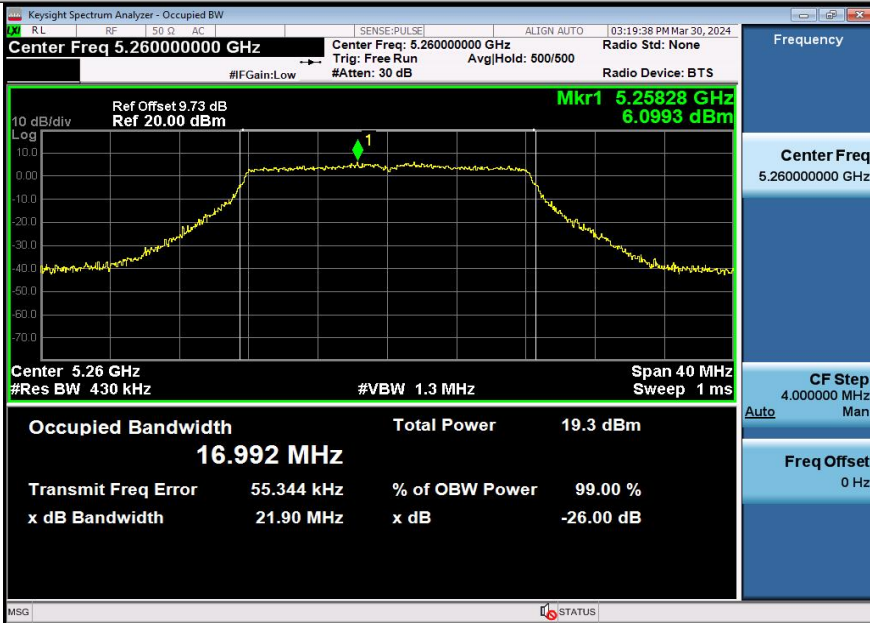 Keysight Spectrum Analyzer - Occupied BW
LXI RL RF 50 Ω AC SENSE:PULSE ALIGN AUTO 03:19:38 PM Mar 30, 2024
Center Freq 5.260000000 GHz
Center Freq: 5.260000000 GHz
Radio Std: None
Trig: Free Run Avg|Hold: 500/500
#IFGain:Low #Atten: 30 dB
Radio Device: BTS
Frequency
Ref Offset 9.73 dB
Mkr1 5.25828 GHz
10 dB/div Ref 20.00 dBm
6.0993 dBm
Log
1
10.0
0.00
-10.0
-20.0
-30.0
-40.0
-60.0
-70.0
Center 5.26 GHz
Span 40 MHz
#Res BW 430 kHz
#VBW 1.3 MHz
Sweep 1 ms
Occupied Bandwidth
Total Power 19.3 dBm
16.992 MHz
Transmit Freq Error 55.344 kHz
% of OBW Power 99.00 %
x dB Bandwidth 21.90 MHz
x dB -26.00 dB
Center Freq
5.260000000 GHz
CF Step
4.000000 MHz
Auto Man
Freq Offset
0 Hz
MSG
STATUS